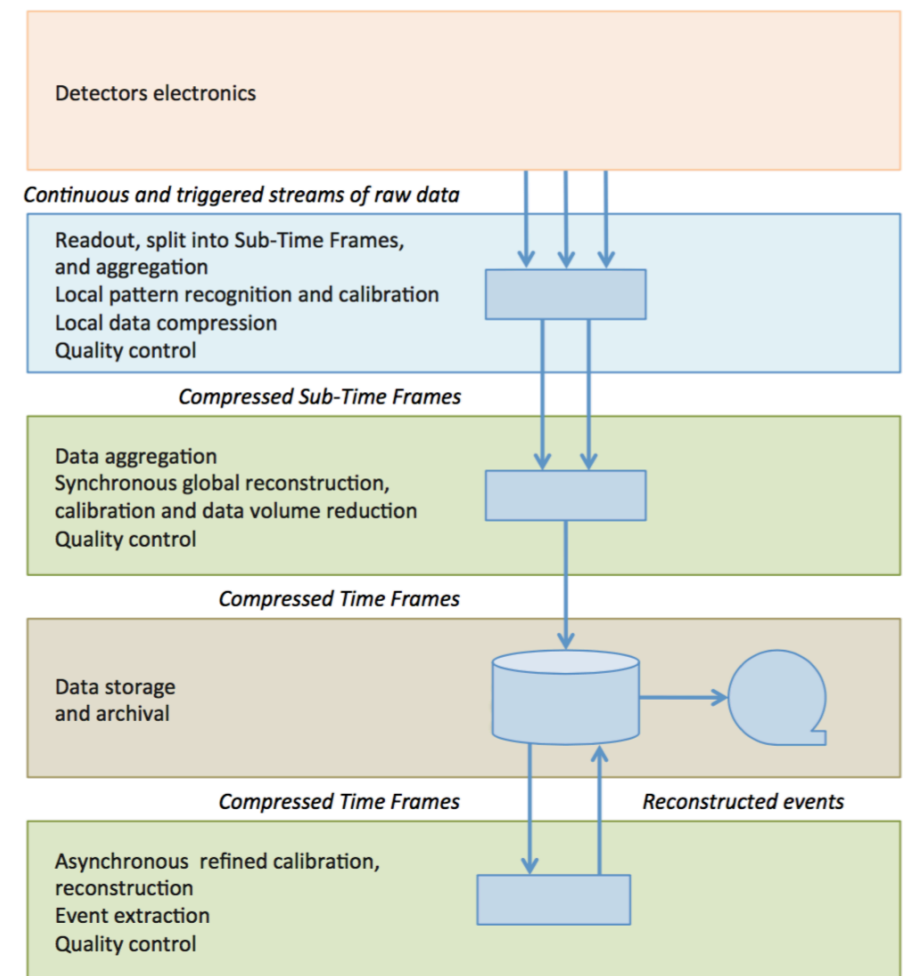 Detectors electronics
Continuous and triggered streams of raw data
Readout, split into Sub-Time Frames,
and aggregation
Local pattern recognition and calibration
Local data compression
Quality control
Compressed Sub-Time Frames
Data aggregation
Synchronous global reconstruction,
calibration and data volume reduction
Quality control
Compressed Time Frames
Data storage
and archival
Compressed Time Frames
Reconstructed events
Asynchronous refined calibration,
reconstruction
Event extraction
Quality control